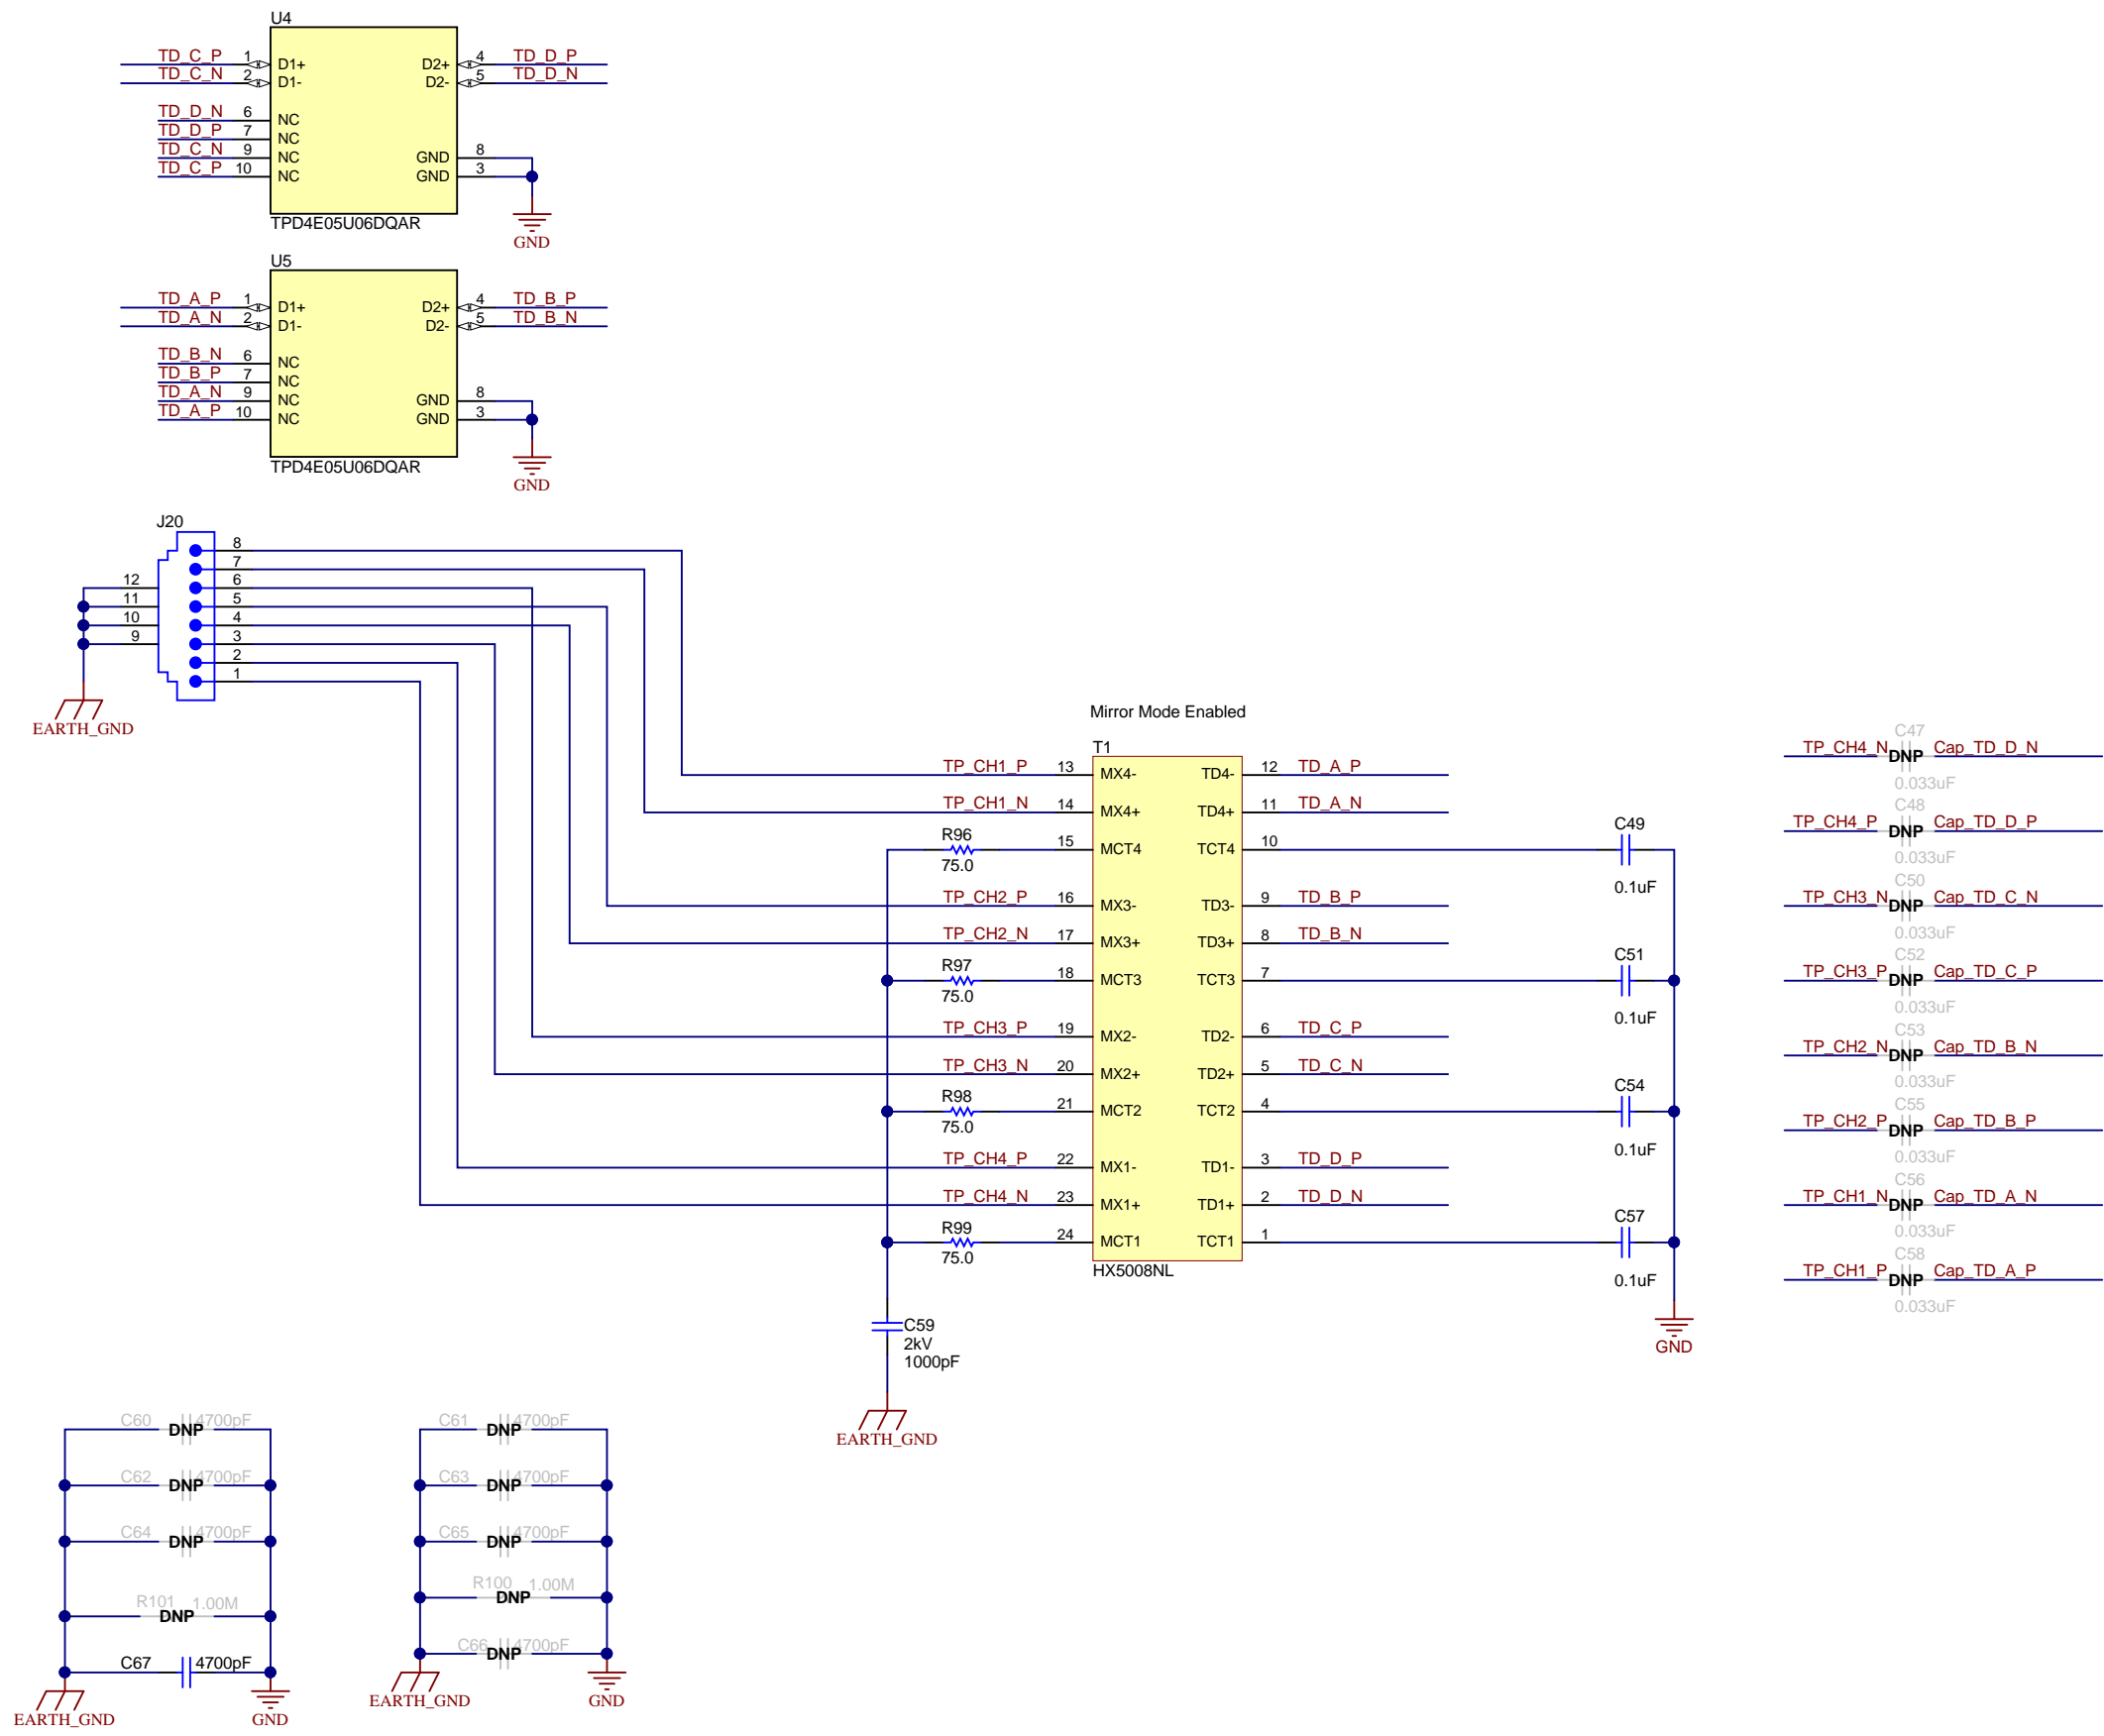 U4
TD_C_P 1 D1+ D2+ 4 TD_D_P
TD_C_N 2 D1- D2- 5 TD_D_N
TD_D_N 6 NC
TD_D_P 7 NC
TD_C_N 9 NC GND 8
TD_C_P 10 NC GND 3
TPD4E05U06DQAR
GND
U5
TD_A_P 1 D1+ D2+ 4 TD_B_P
TD_A_N 2 D1- D2- 5 TD_B_N
TD_B_N 6 NC
TD_B_P 7 NC
TD_A_N 9 NC GND 8
TD_A_P 10 NC GND 3
TPD4E05U06DQAR
GND
J20
8
7
12 6
11 5
10 4
9 3
2
1
EARTH_GND
Mirror Mode Enabled
T1
TP_CH1_P 13 MX4- TD4- 12 TD_A_P
TP_CH1_N 14 MX4+ TD4+ 11 TD_A_N
R96 15 MCT4 TCT4 10 C49
75.0 0.1uF
TP_CH2_P 16 MX3- TD3- 9 TD_B_P
TP_CH2_N 17 MX3+ TD3+ 8 TD_B_N
R97 18 MCT3 TCT3 7 C51
75.0 0.1uF
TP_CH3_P 19 MX2- TD2- 6 TD_C_P
TP_CH3_N 20 MX2+ TD2+ 5 TD_C_N
R98 21 MCT2 TCT2 4 C54
75.0 0.1uF
TP_CH4_P 22 MX1- TD1- 3 TD_D_P
TP_CH4_N 23 MX1+ TD1+ 2 TD_D_N
R99 24 MCT1 TCT1 1 C57
75.0 0.1uF
HX5008NL
GND
C59
2kV
1000pF
EARTH_GND
C47
TP_CH4_N DNP Cap_TD_D_N
0.033uF
C48
TP_CH4_P DNP Cap_TD_D_P
0.033uF
C50
TP_CH3_N DNP Cap_TD_C_N
0.033uF
C52
TP_CH3_P DNP Cap_TD_C_P
0.033uF
C53
TP_CH2_N DNP Cap_TD_B_N
0.033uF
C55
TP_CH2_P DNP Cap_TD_B_P
0.033uF
C56
TP_CH1_N DNP Cap_TD_A_N
0.033uF
C58
TP_CH1_P DNP Cap_TD_A_P
0.033uF
C60 DNP 4700pF
C62 DNP 4700pF
C64 DNP 4700pF
R101 DNP 1.00M
C67 4700pF
EARTH_GND GND
C61 DNP 4700pF
C63 DNP 4700pF
C65 DNP 4700pF
R100 DNP 1.00M
C66 DNP 4700pF
EARTH_GND GND